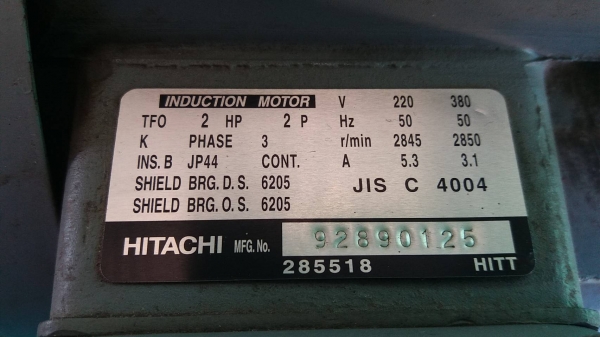 INDUCTION MOTOR V 220 380
TFO 2 HP 2 P Hz 50 50
K PHASE 3 r/min 2845 2850
INS. B JP44 CONT. A 5.3 3.1
SHIELD BRG. D. S. 6205 JIS C 4004
SHIELD BRG. O. S. 6205
HITACHI MFG. No. 92890125
285518 HITT